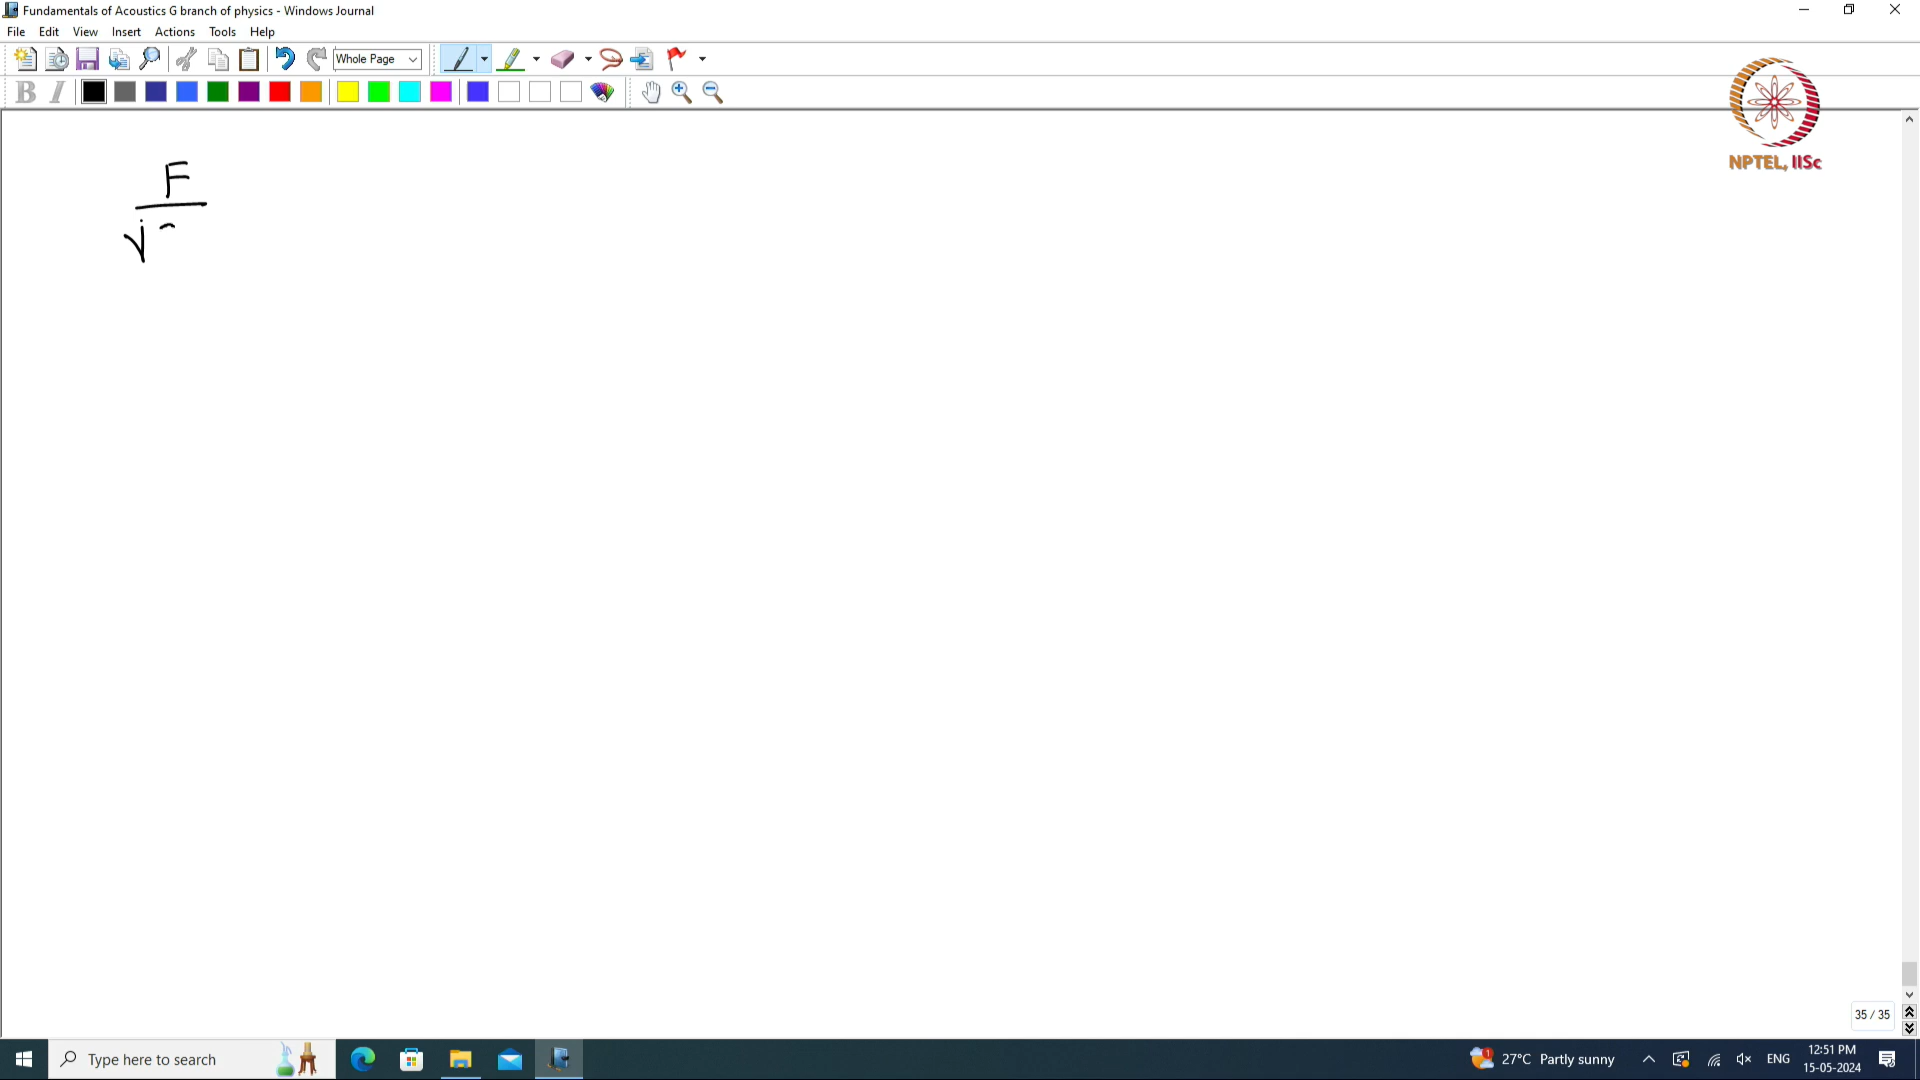 Fundamentals of Acoustics G branch of physics - Windows Journal
File Edit View Insert Actions Tools Help
Whole Page
B I
NPTEL, IISc
F
j
35 / 35
Type here to search
27°C Partly sunny
ENG
12:51 PM
15-05-2024